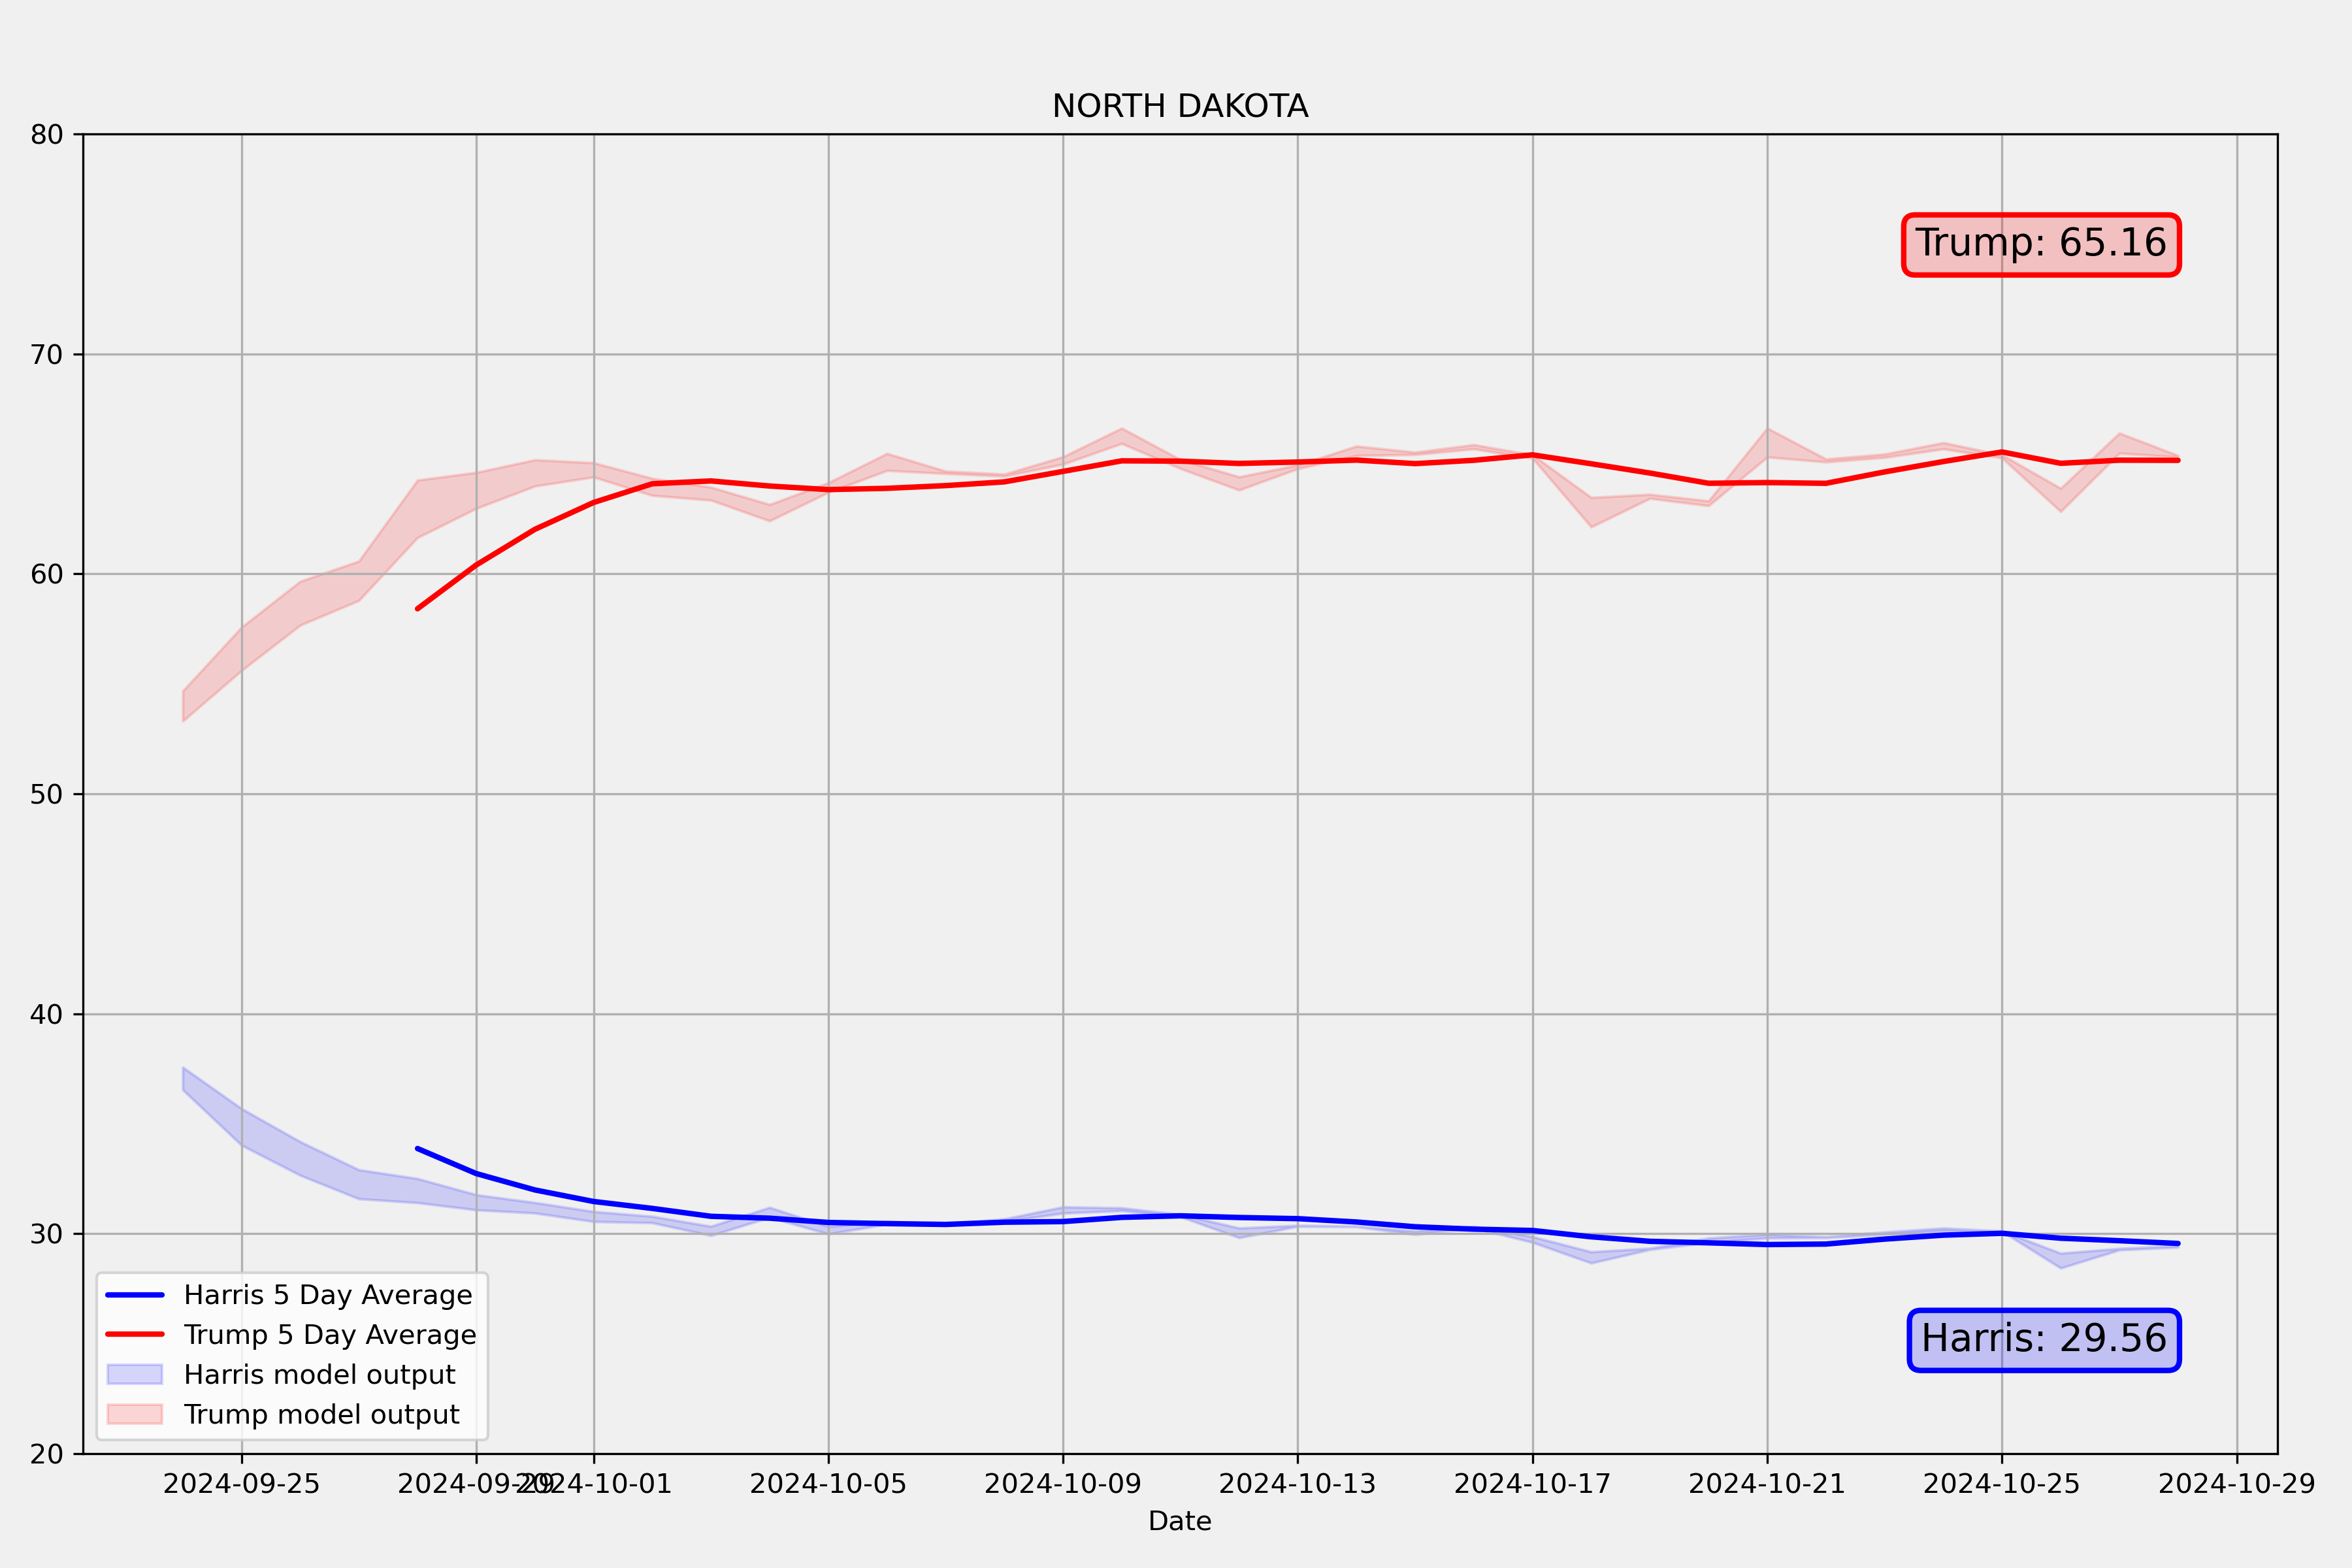 NORTH DAKOTA
80
70
60
50
40
30
20
Trump: 65.16
Harris: 29.56
Harris 5 Day Average
Trump 5 Day Average
Harris model output
Trump model output
2024-09-25
2024-09-29
2024-10-01
2024-10-05
2024-10-09
2024-10-13
2024-10-17
2024-10-21
2024-10-25
2024-10-29
Date